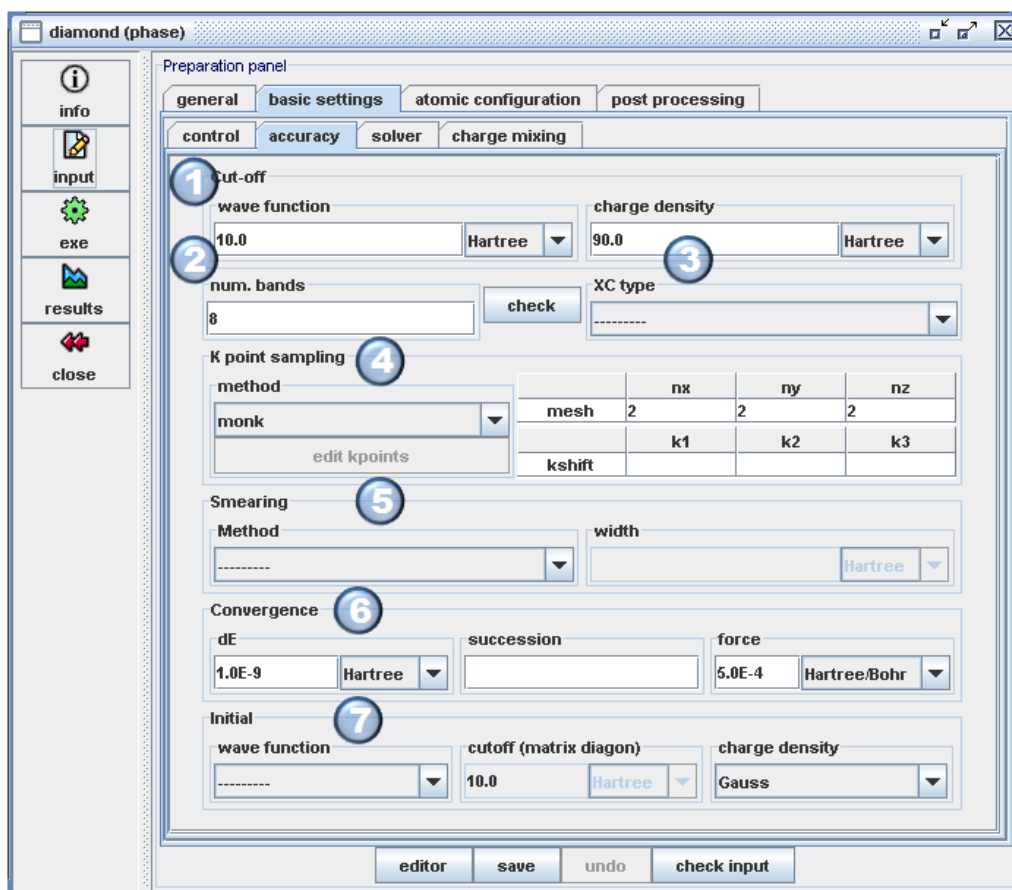 diamond (phase)
info
input
exe
results
close
Preparation panel
general basic settings atomic configuration post processing
control accuracy solver charge mixing
1 Cut-off
wave function charge density
10.0 Hartree 90.0 Hartree
2 3
num. bands check XC type
8 ---------
K point sampling 4
method nx ny nz
monk mesh 2 2 2
edit kpoints k1 k2 k3
kshift
Smearing 5
Method width
--------- Hartree
Convergence 6
dE succession force
1.0E-9 Hartree 5.0E-4 Hartree/Bohr
Initial 7
wave function cutoff (matrix diagon) charge density
--------- 10.0 Hartree Gauss
editor save undo check input